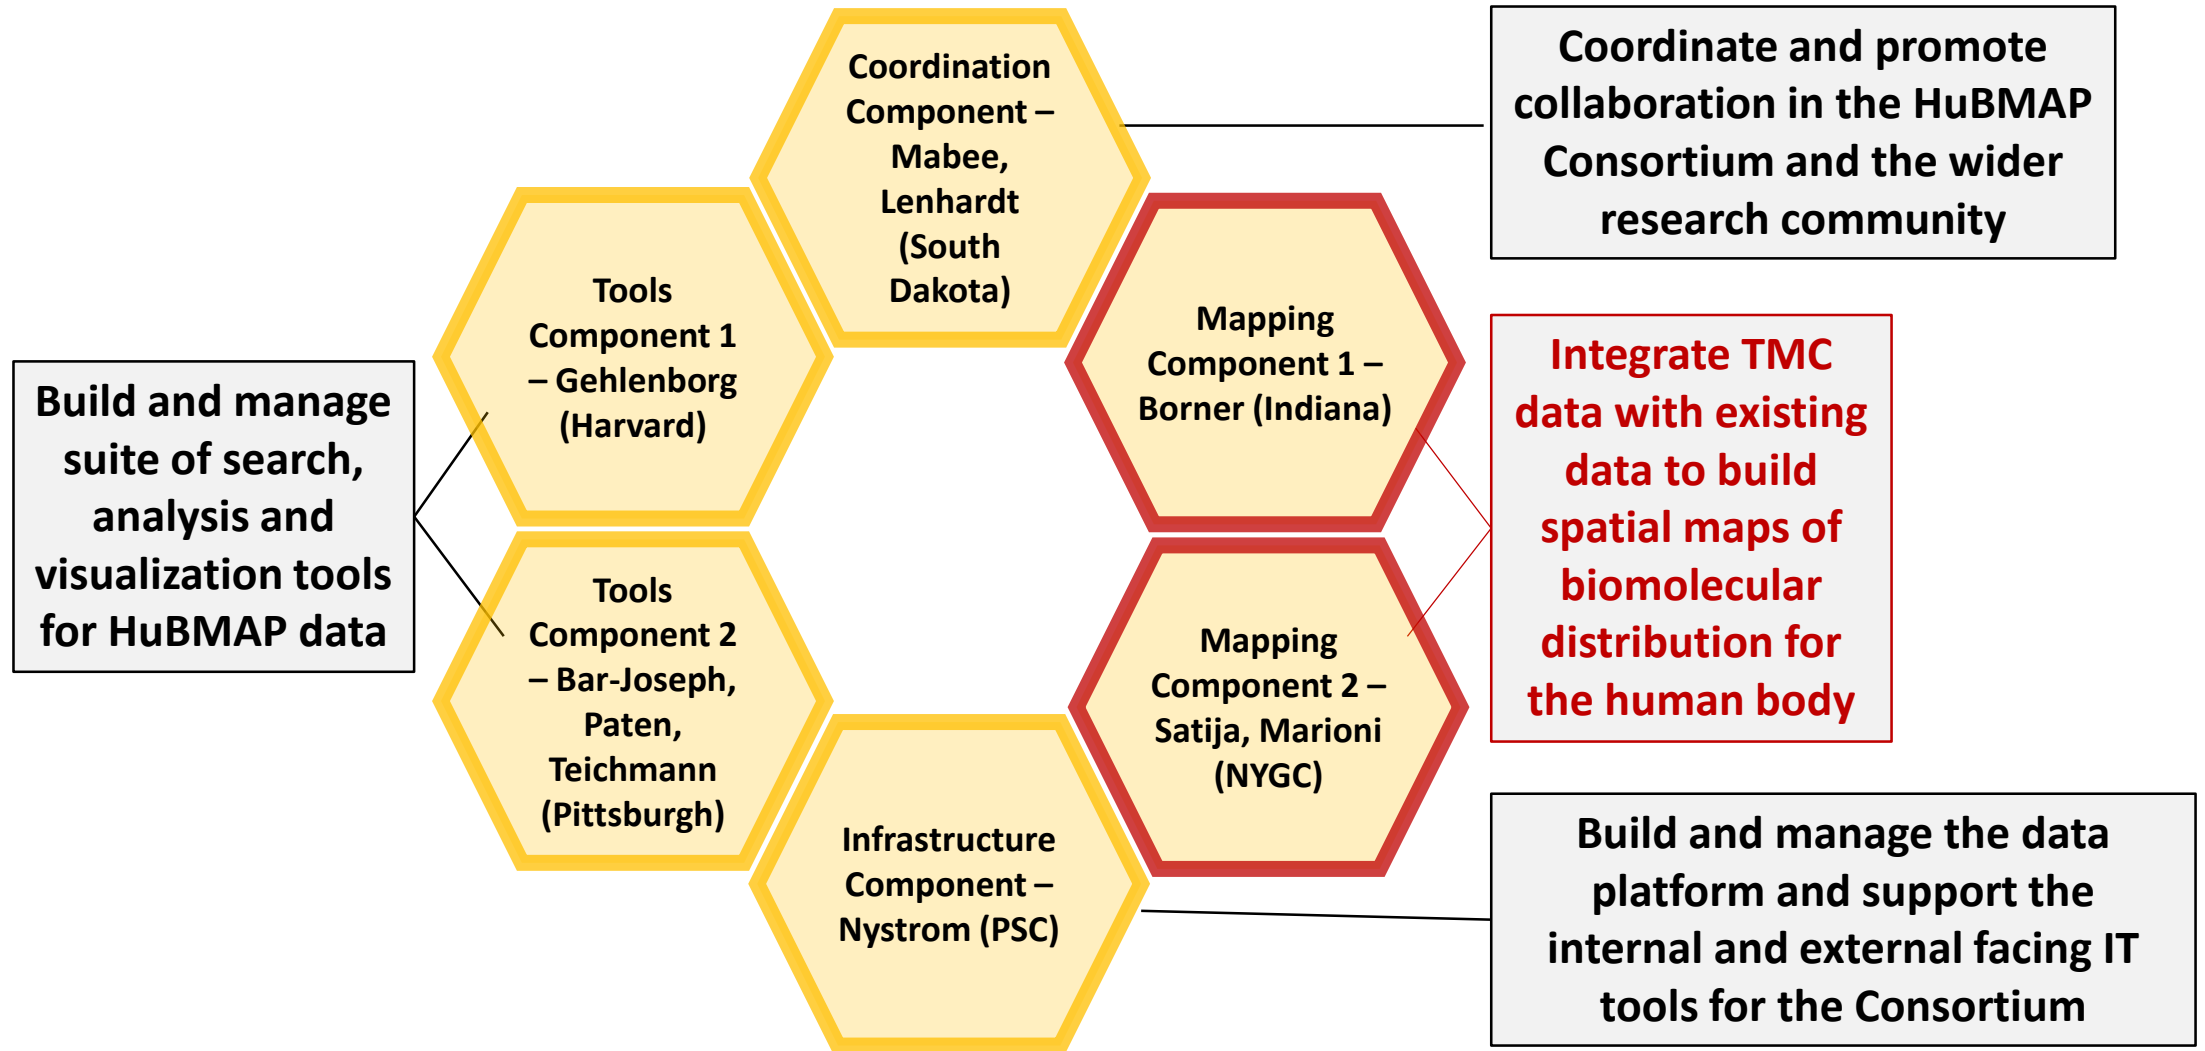 Coordination
Component –
Mabee,
Lenhardt
(South
Dakota)
Coordinate and promote
collaboration in the HuBMAP
Consortium and the wider
research community
Tools
Component 1
– Gehlenborg
(Harvard)
Mapping
Component 1 –
Borner (Indiana)
Build and manage
suite of search,
analysis and
visualization tools
for HuBMAP data
Integrate TMC
data with existing
data to build
spatial maps of
biomolecular
distribution for
the human body
Tools
Component 2
– Bar-Joseph,
Paten,
Teichmann
(Pittsburgh)
Mapping
Component 2 –
Satija, Marioni
(NYGC)
Infrastructure
Component –
Nystrom (PSC)
Build and manage the data
platform and support the
internal and external facing IT
tools for the Consortium